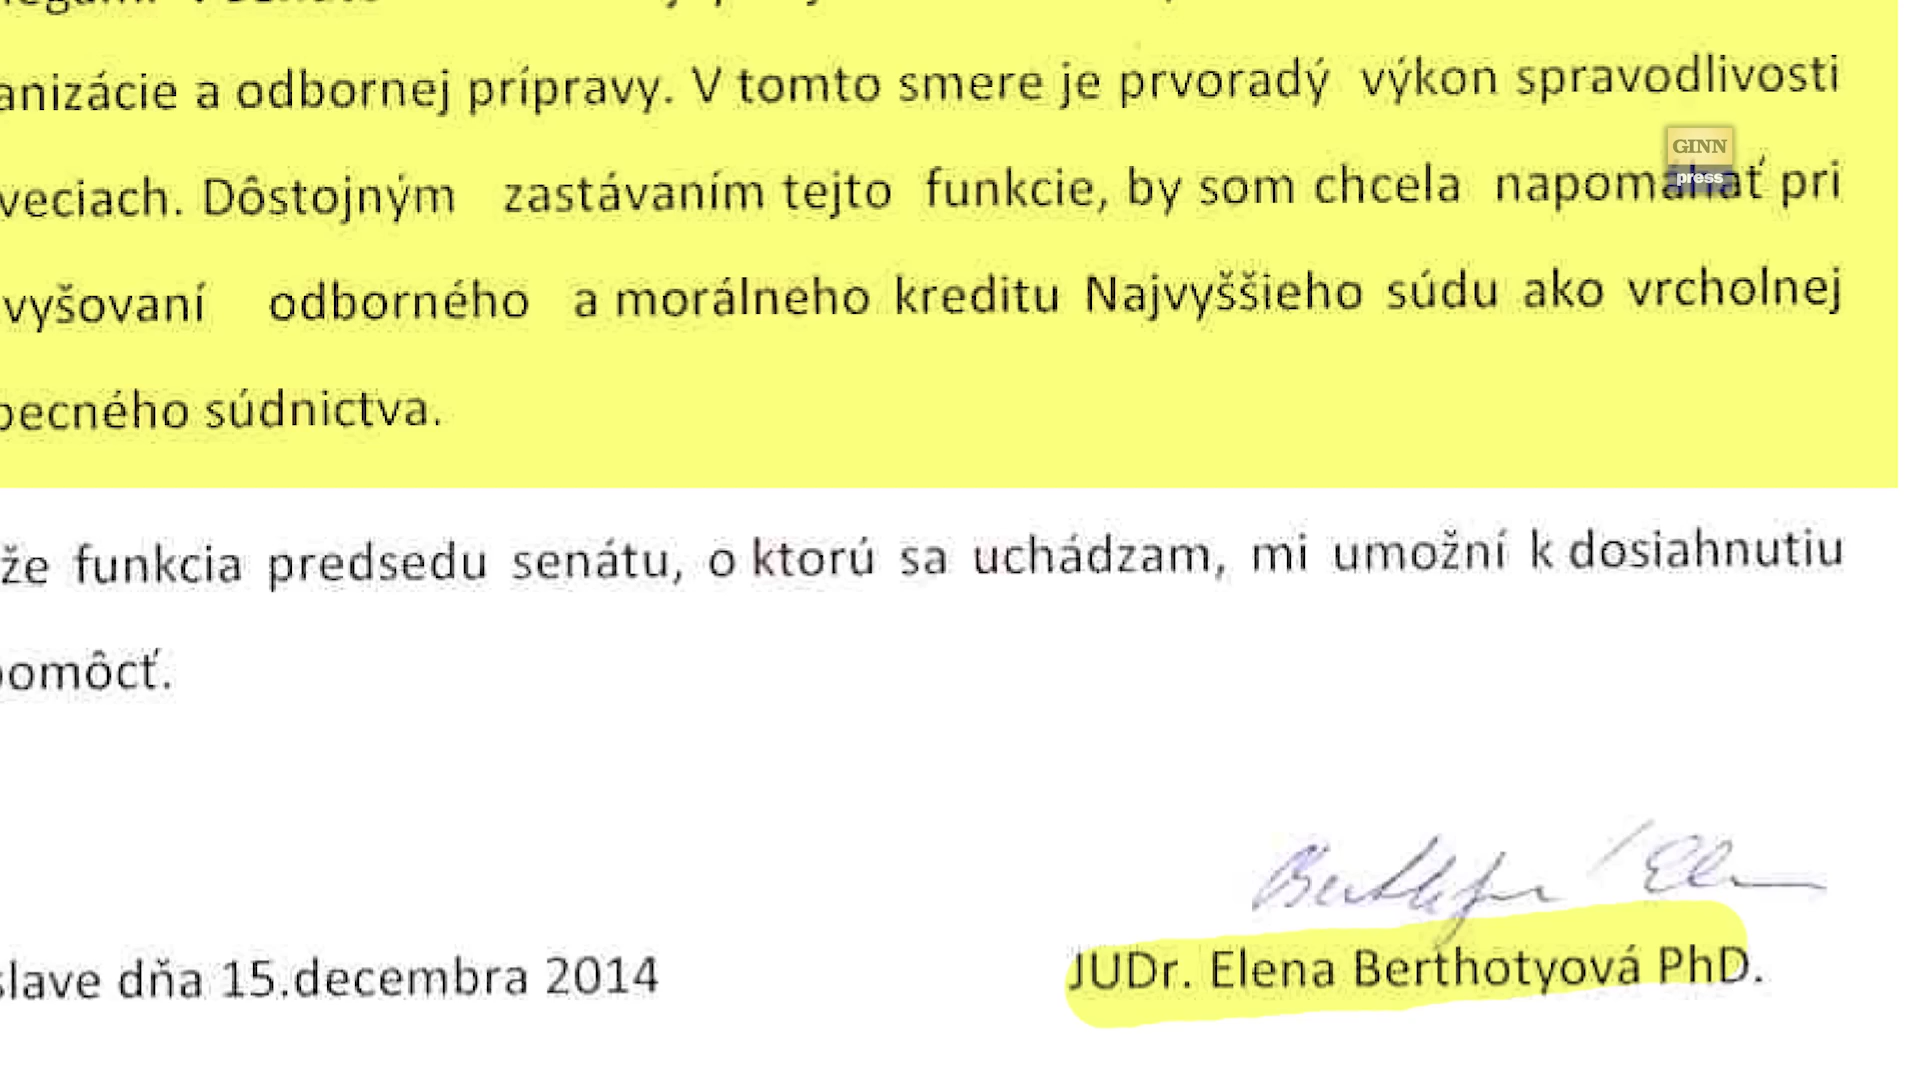 anizácie a odbornej prípravy. V tomto smere je prvoradý výkon spravodlivosti
GINN
press
veciach. Dôstojným zastávaním tejto funkcie, by som chcela napomáhať pri
vyšovaní odborného a morálneho kreditu Najvyššieho súdu ako vrcholnej
becného súdnictva.
že funkcia predsedu senátu, o ktorú sa uchádzam, mi umožní k dosiahnutiu
pomôcť.
slave dňa 15.decembra 2014
JUDr. Elena Berthotyová PhD.